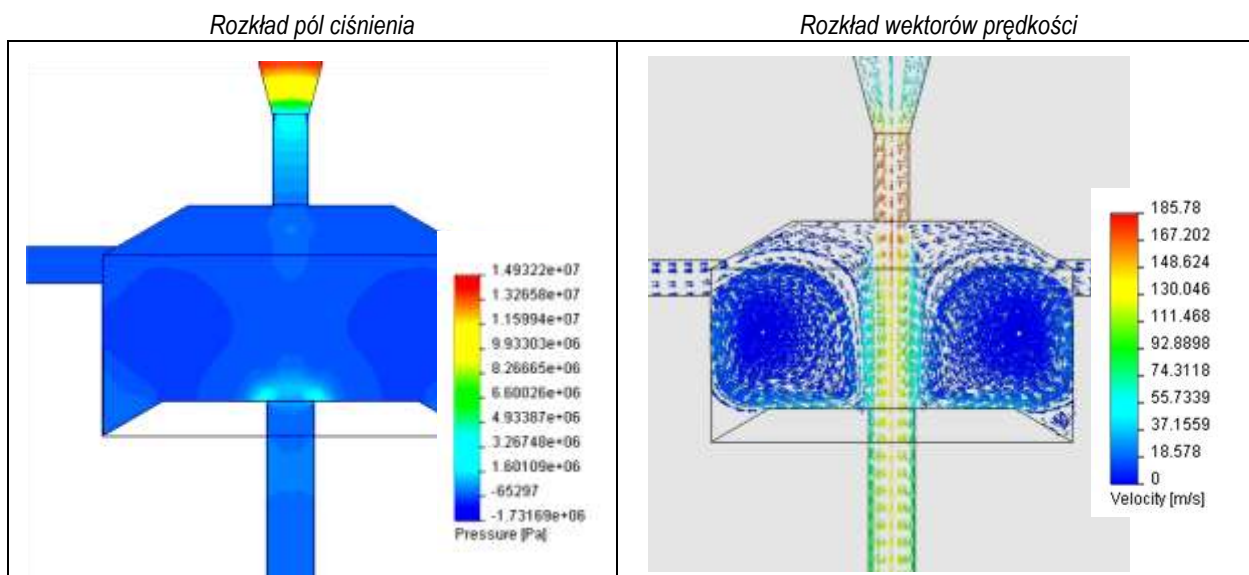 Rozkład pól ciśnienia
Rozkład wektorów prędkości
1.49322e+07
1.32658e+07
1.15994e+07
9.93303e+06
8.26665e+06
6.60026e+06
4.93387e+06
3.26748e+06
1.60109e+06
-65297
-1.73169e+06
Pressure [Pa]
185.78
167.202
148.624
130.046
111.468
92.8898
74.3118
55.7339
37.1559
18.578
0
Velocity [m/s]